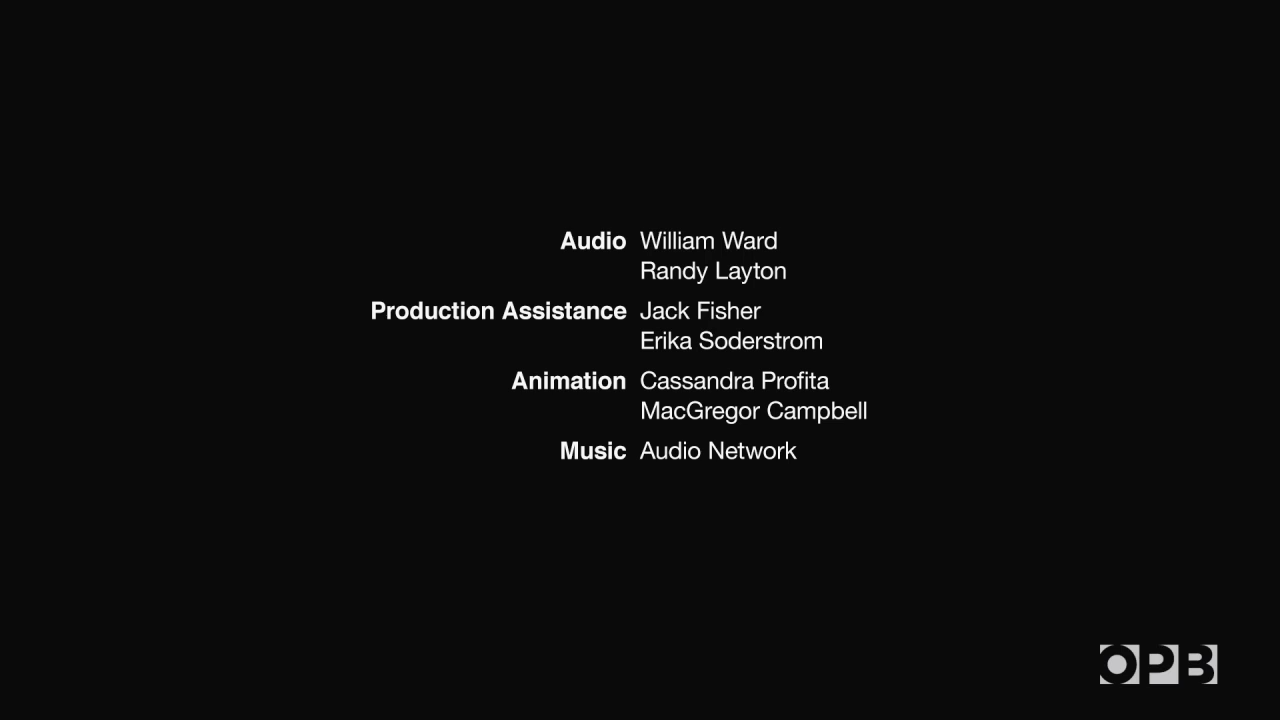 Audio William Ward
Randy Layton
Production Assistance Jack Fisher
Erika Soderstrom
Animation Cassandra Profita
MacGregor Campbell
Music Audio Network
OPB